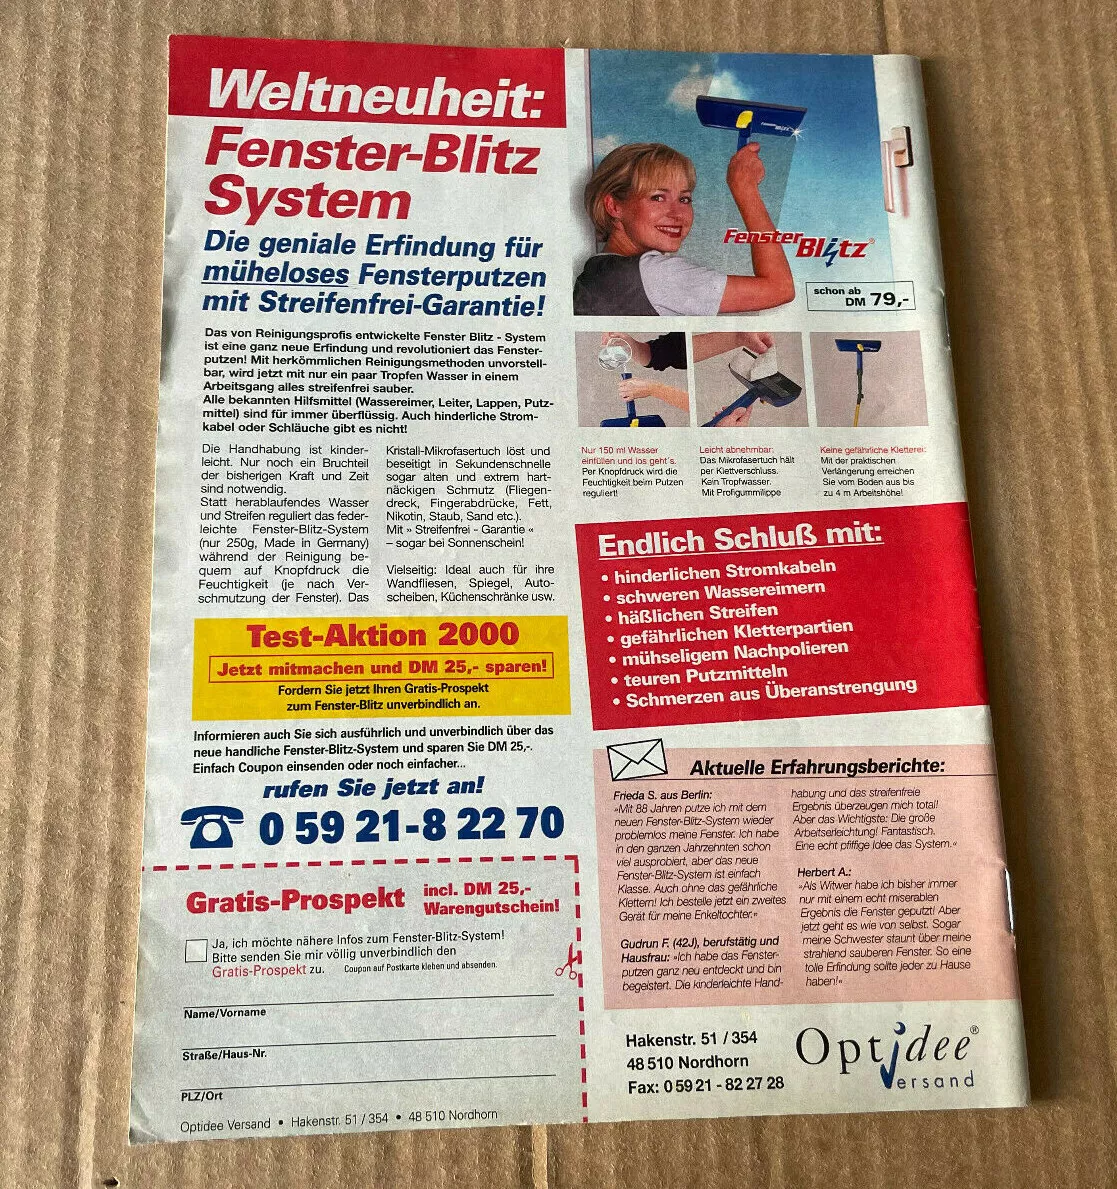 Weltneuheit:
Fenster-Blitz
System
Die geniale Erfindung für
müheloses Fensterputzen
mit Streifenfrei-Garantie!
Das von Reinigungsprofis entwickelte Fenster Blitz - System
ist eine ganz neue Erfindung und revolutioniert das Fenster-
putzen! Mit herkömmlichen Reinigungsmethoden unvorstell-
bar, wird jetzt mit nur ein paar Tropfen Wasser in einem
Arbeitsgang alles streifenfrei sauber.
Alle bekannten Hilfsmittel (Wassereimer, Leiter, Lappen, Putz-
mittel) sind für immer überflüssig. Auch hinderliche Strom-
kabel oder Schläuche gibt es nicht!
Die Handhabung ist kinder-
leicht. Nur noch ein Bruchteil
der bisherigen Kraft und Zeit
sind notwendig.
Statt herablaufendes Wasser
und Streifen reguliert das feder-
leichte Fenster-Blitz-System
(nur 250g, Made in Germany)
während der Reinigung be-
quem auf Knopfdruck die
Feuchtigkeit (je nach Ver-
schmutzung der Fenster). Das
Kristall-Mikrofasertuch löst und
beseitigt in Sekundenschnelle
sogar alten und extrem hart-
näckigen Schmutz (Fliegen-
dreck, Fingerabdrücke, Fett,
Nikotin, Staub, Sand etc.).
Mit » Streifenfrei - Garantie «
– sogar bei Sonnenschein!
Vielseitig: Ideal auch für ihre
Wandfliesen, Spiegel, Auto-
scheiben, Küchenschränke usw.
Test-Aktion 2000
Jetzt mitmachen und DM 25,- sparen!
Fordern Sie jetzt Ihren Gratis-Prospekt
zum Fenster-Blitz unverbindlich an.
Informieren auch Sie sich ausführlich und unverbindlich über das
neue handliche Fenster-Blitz-System und sparen Sie DM 25,-.
Einfach Coupon einsenden oder noch einfacher...
rufen Sie jetzt an!
0 59 21-8 22 70
Gratis-Prospekt
incl. DM 25,-
Warengutschein!
Ja, ich möchte nähere Infos zum Fenster-Blitz-System!
Bitte senden Sie mir völlig unverbindlich den
Gratis-Prospekt zu. Coupon auf Postkarte kleben und absenden.
Name/Vorname
Straße/Haus-Nr.
PLZ/Ort
Optidee Versand • Hakenstr. 51 / 354 • 48 510 Nordhorn
Fenster Blitz
Fenster Blitz®
schon ab
DM 79,-
Nur 150 ml Wasser
einfüllen und los geht's.
Per Knopfdruck wird die
Feuchtigkeit beim Putzen
reguliert!
Leicht abnehmbar:
Das Mikrofasertuch hält
per Klettverschluss.
Kein Tropfwasser.
Mit Profigummilippe
Keine gefährliche Kletterei:
Mit der praktischen
Verlängerung erreichen
Sie vom Boden aus bis
zu 4 m Arbeitshöhe!
Endlich Schluß mit:
• hinderlichen Stromkabeln
• schweren Wassereimern
• häßlichen Streifen
• gefährlichen Kletterpartien
• mühseligem Nachpolieren
• teuren Putzmitteln
• Schmerzen aus Überanstrengung
Aktuelle Erfahrungsberichte:
Frieda S. aus Berlin:
»Mit 88 Jahren putze ich mit dem
neuen Fenster-Blitz-System wieder
problemlos meine Fenster. Ich habe
in den ganzen Jahrzehnten schon
viel ausprobiert, aber das neue
Fenster-Blitz-System ist einfach
Klasse. Auch ohne das gefährliche
Klettern! Ich bestelle jetzt ein zweites
Gerät für meine Enkeltochter.«
Gudrun F. (42J), berufstätig und
Hausfrau: »Ich habe das Fenster-
putzen ganz neu entdeckt und bin
begeistert. Die kinderleichte Hand-
habung und das streifenfreie
Ergebnis überzeugen mich total!
Aber das Wichtigste: Die große
Arbeitserleichtung! Fantastisch.
Eine echt pfiffige Idee das System.«
Herbert A.:
»Als Witwer habe ich bisher immer
nur mit einem echt miserablen
Ergebnis die Fenster geputzt! Aber
jetzt geht es wie von selbst. Sogar
meine Schwester staunt über meine
strahlend sauberen Fenster. So eine
tolle Erfindung sollte jeder zu Hause
haben!«
Hakenstr. 51 / 354
48 510 Nordhorn
Fax: 0 59 21 - 82 27 28
Optidee®
Versand